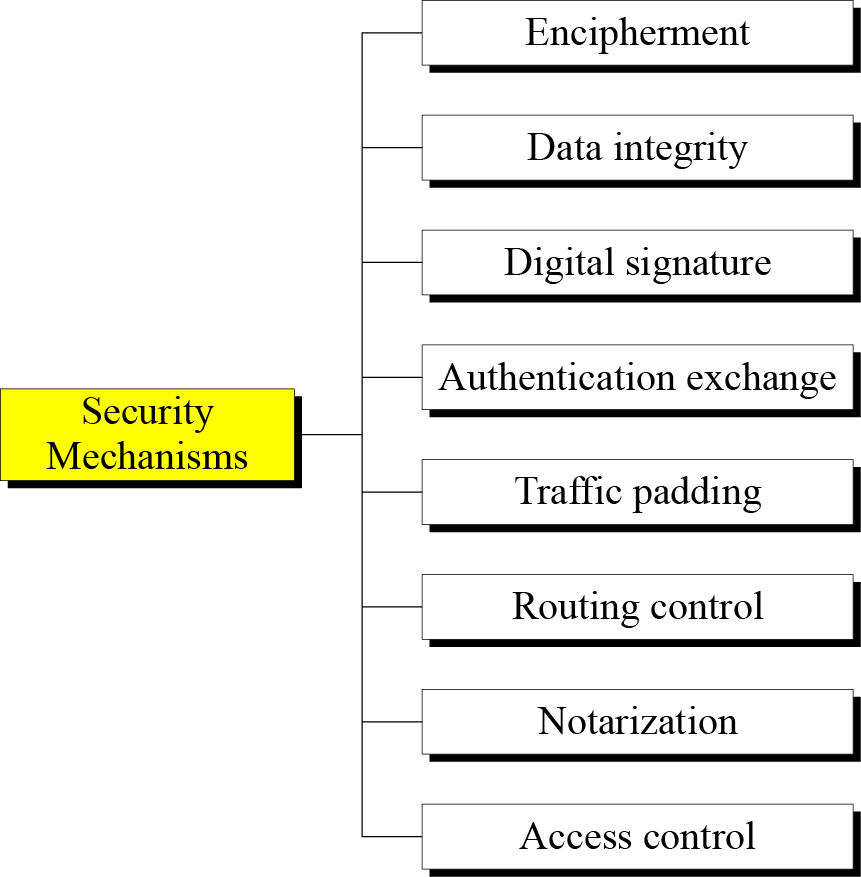 Encipherment
Data integrity
Digital signature
Authentication exchange
Security
Mechanisms
Traffic padding
Routing control
Notarization
Access control